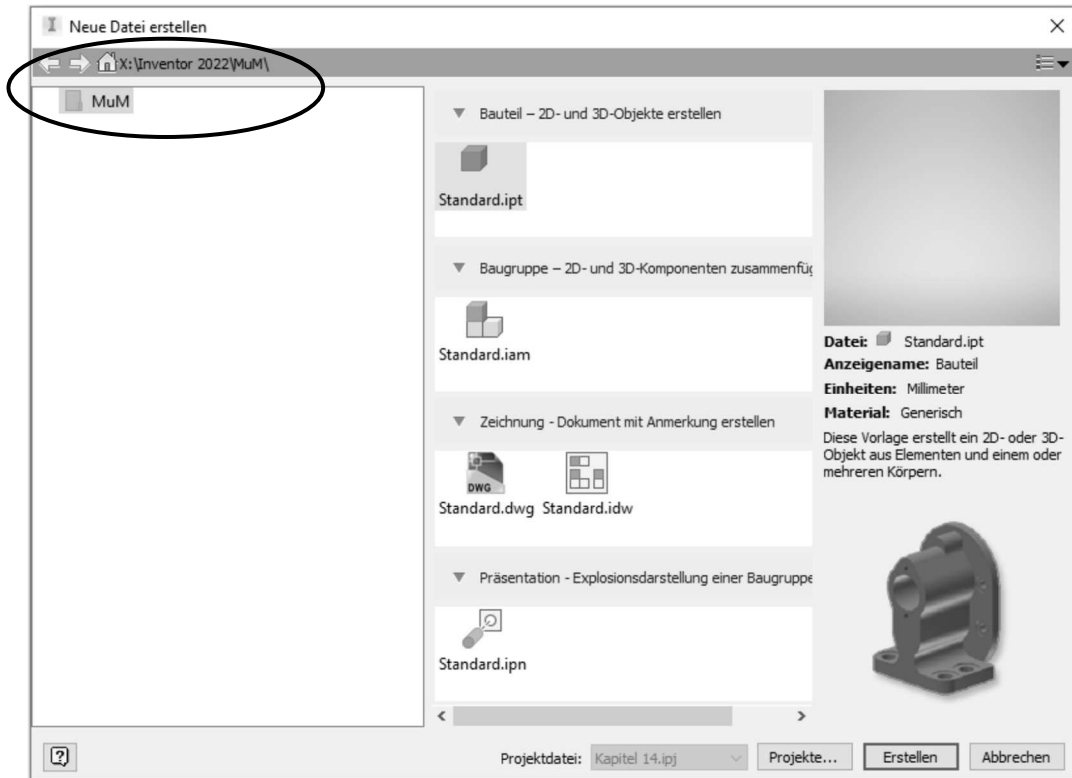 Neue Datei erstellen
X:\Inventor 2022\MuM\
MuM
Bauteil – 2D- und 3D-Objekte erstellen
Standard.ipt
Baugruppe – 2D- und 3D-Komponenten zusammenfüg
Standard.iam
Zeichnung - Dokument mit Anmerkung erstellen
DWG
Standard.dwg Standard.idw
Präsentation - Explosionsdarstellung einer Baugruppe
Standard.ipn
Datei: Standard.ipt
Anzeigename: Bauteil
Einheiten: Millimeter
Material: Generisch
Diese Vorlage erstellt ein 2D- oder 3D-
Objekt aus Elementen und einem oder
mehreren Körpern.
Projektdatei: Kapitel 14.ipj Projekte... Erstellen Abbrechen